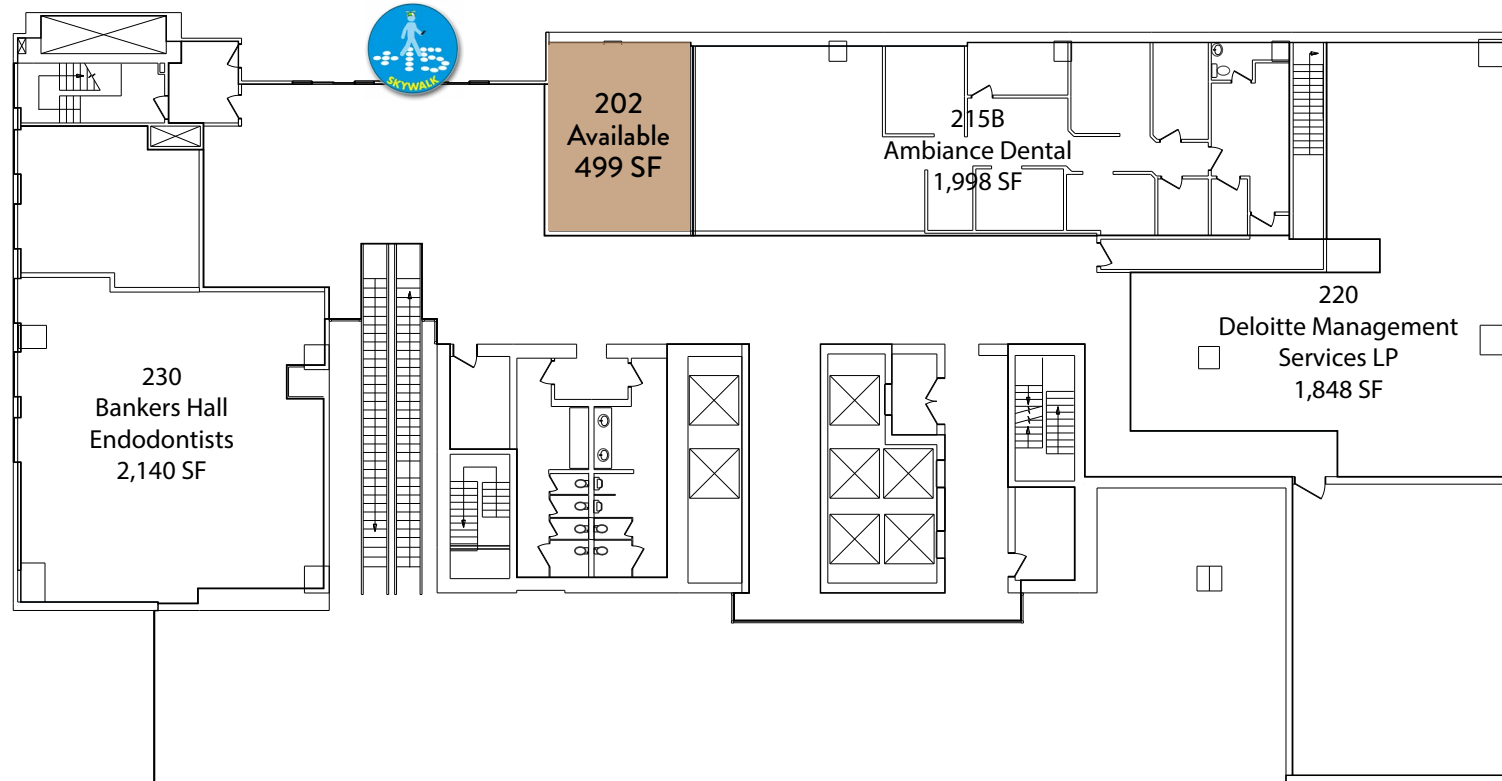 +15
SKYWALK
202
Available
499 SF
215B
Ambiance Dental
1,998 SF
220
Deloitte Management
Services LP
1,848 SF
230
Bankers Hall
Endodontists
2,140 SF